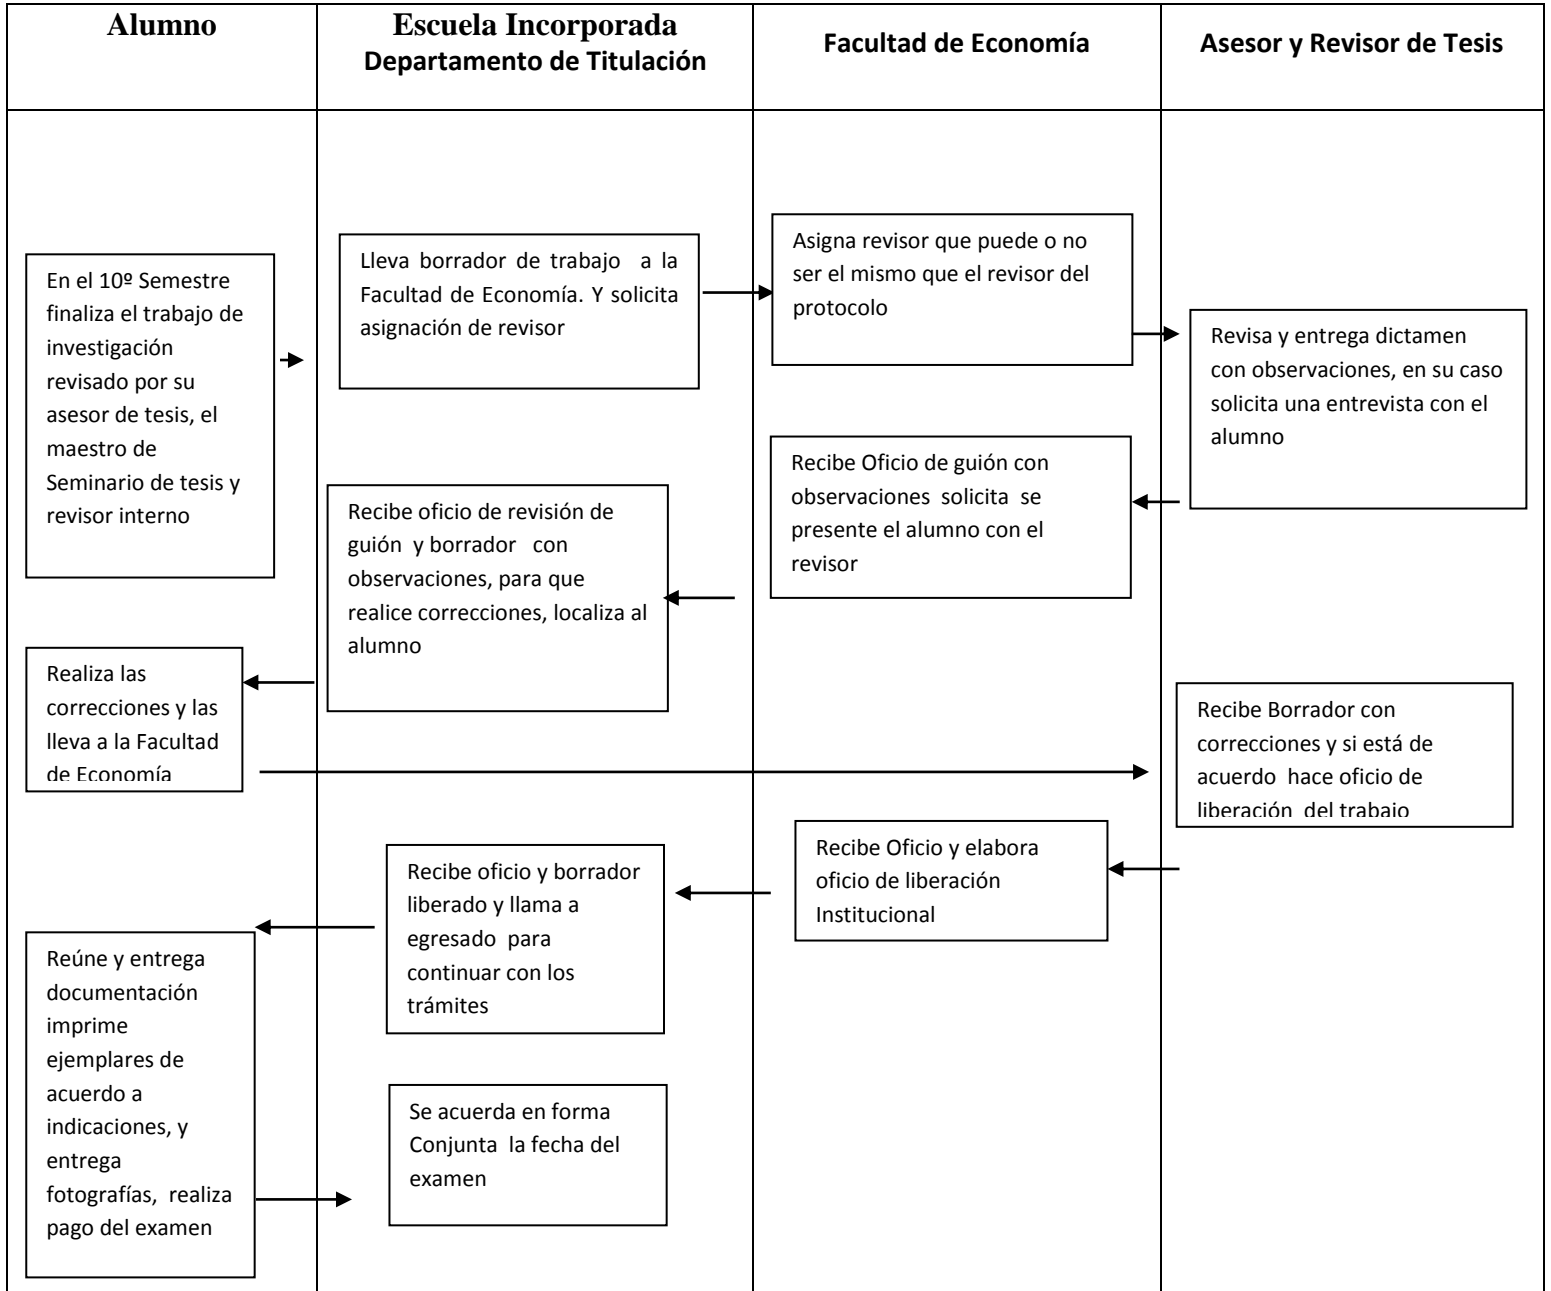 Alumno
Escuela Incorporada
Departamento de Titulación
Facultad de Economía
Asesor y Revisor de Tesis
En el 10º Semestre
finaliza el trabajo de
investigación
revisado por su
asesor de tesis, el
maestro de
Seminario de tesis y
revisor interno
Lleva borrador de trabajo a la
Facultad de Economía. Y solicita
asignación de revisor
Asigna revisor que puede o no
ser el mismo que el revisor del
protocolo
Revisa y entrega dictamen
con observaciones, en su caso
solicita una entrevista con el
alumno
Recibe Oficio de guión con
observaciones solicita se
presente el alumno con el
revisor
Recibe oficio de revisión de
guión y borrador con
observaciones, para que
realice correcciones, localiza al
alumno
Realiza las
correcciones y las
lleva a la Facultad
de Economía
Recibe Borrador con
correcciones y si está de
acuerdo hace oficio de
liberación del trabajo
Recibe Oficio y elabora
oficio de liberación
Institucional
Recibe oficio y borrador
liberado y llama a
egresado para
continuar con los
trámites
Reúne y entrega
documentación
imprime
ejemplares de
acuerdo a
indicaciones, y
entrega
fotografías, realiza
pago del examen
Se acuerda en forma
Conjunta la fecha del
examen